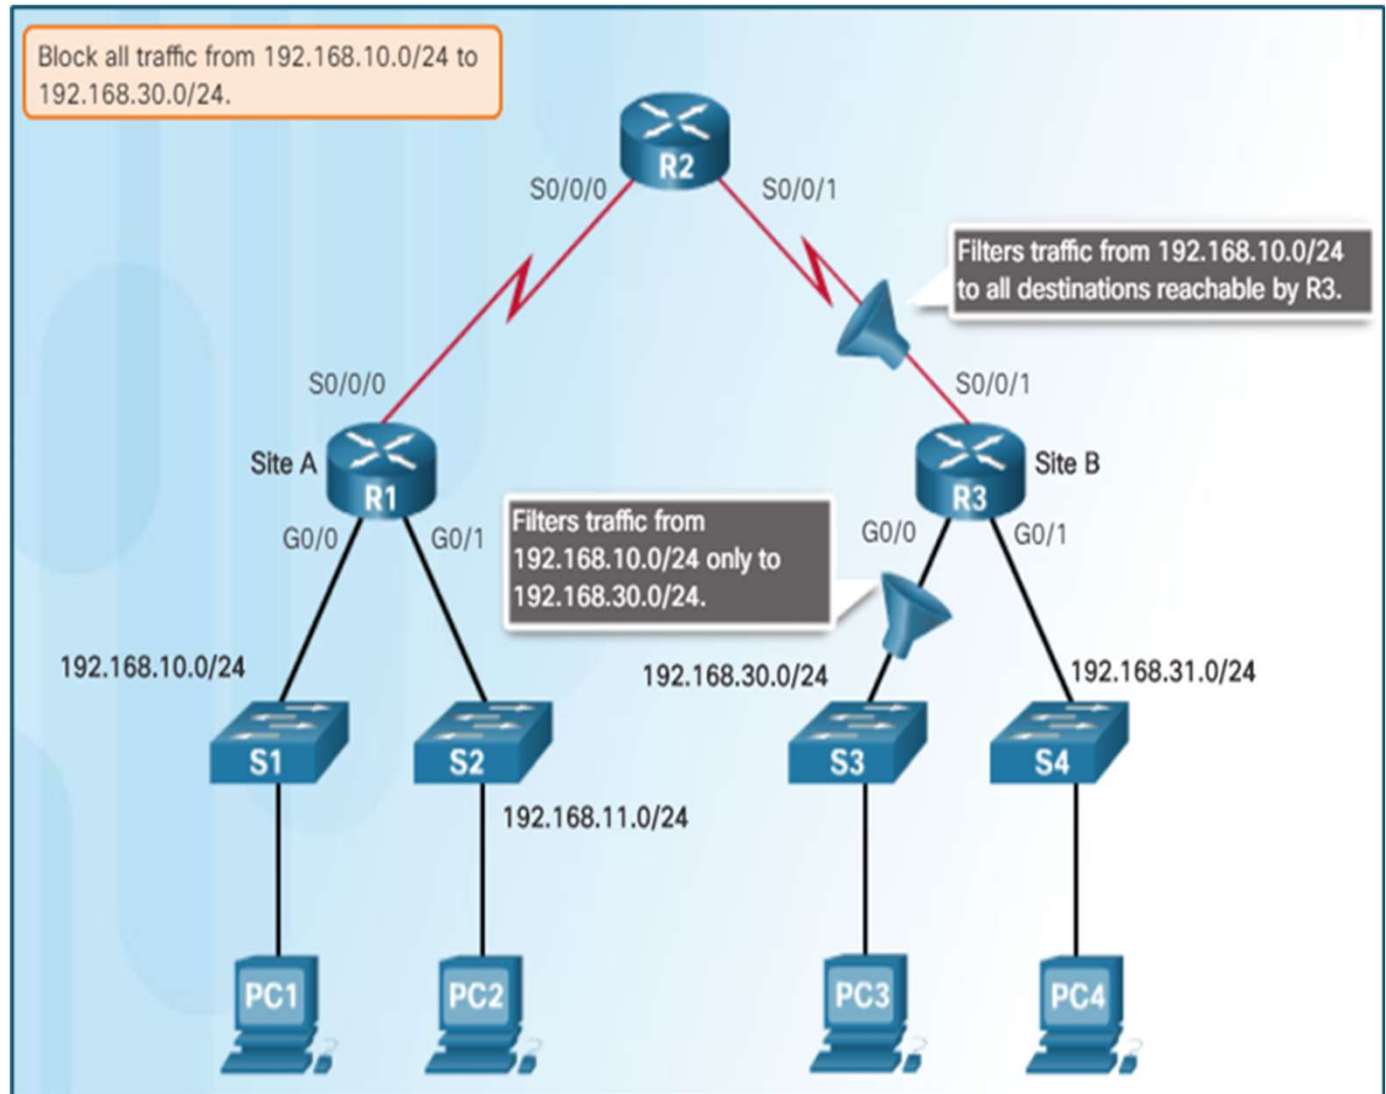 Block all traffic from 192.168.10.0/24 to
192.168.30.0/24.
R2
S0/0/0
S0/0/1
Filters traffic from 192.168.10.0/24
to all destinations reachable by R3.
S0/0/0
S0/0/1
Site A
R1
R3
Site B
G0/0
G0/1
Filters traffic from
192.168.10.0/24 only to
192.168.30.0/24.
G0/0
G0/1
192.168.10.0/24
192.168.30.0/24
192.168.31.0/24
S1
S2
S3
S4
192.168.11.0/24
PC1
PC2
PC3
PC4